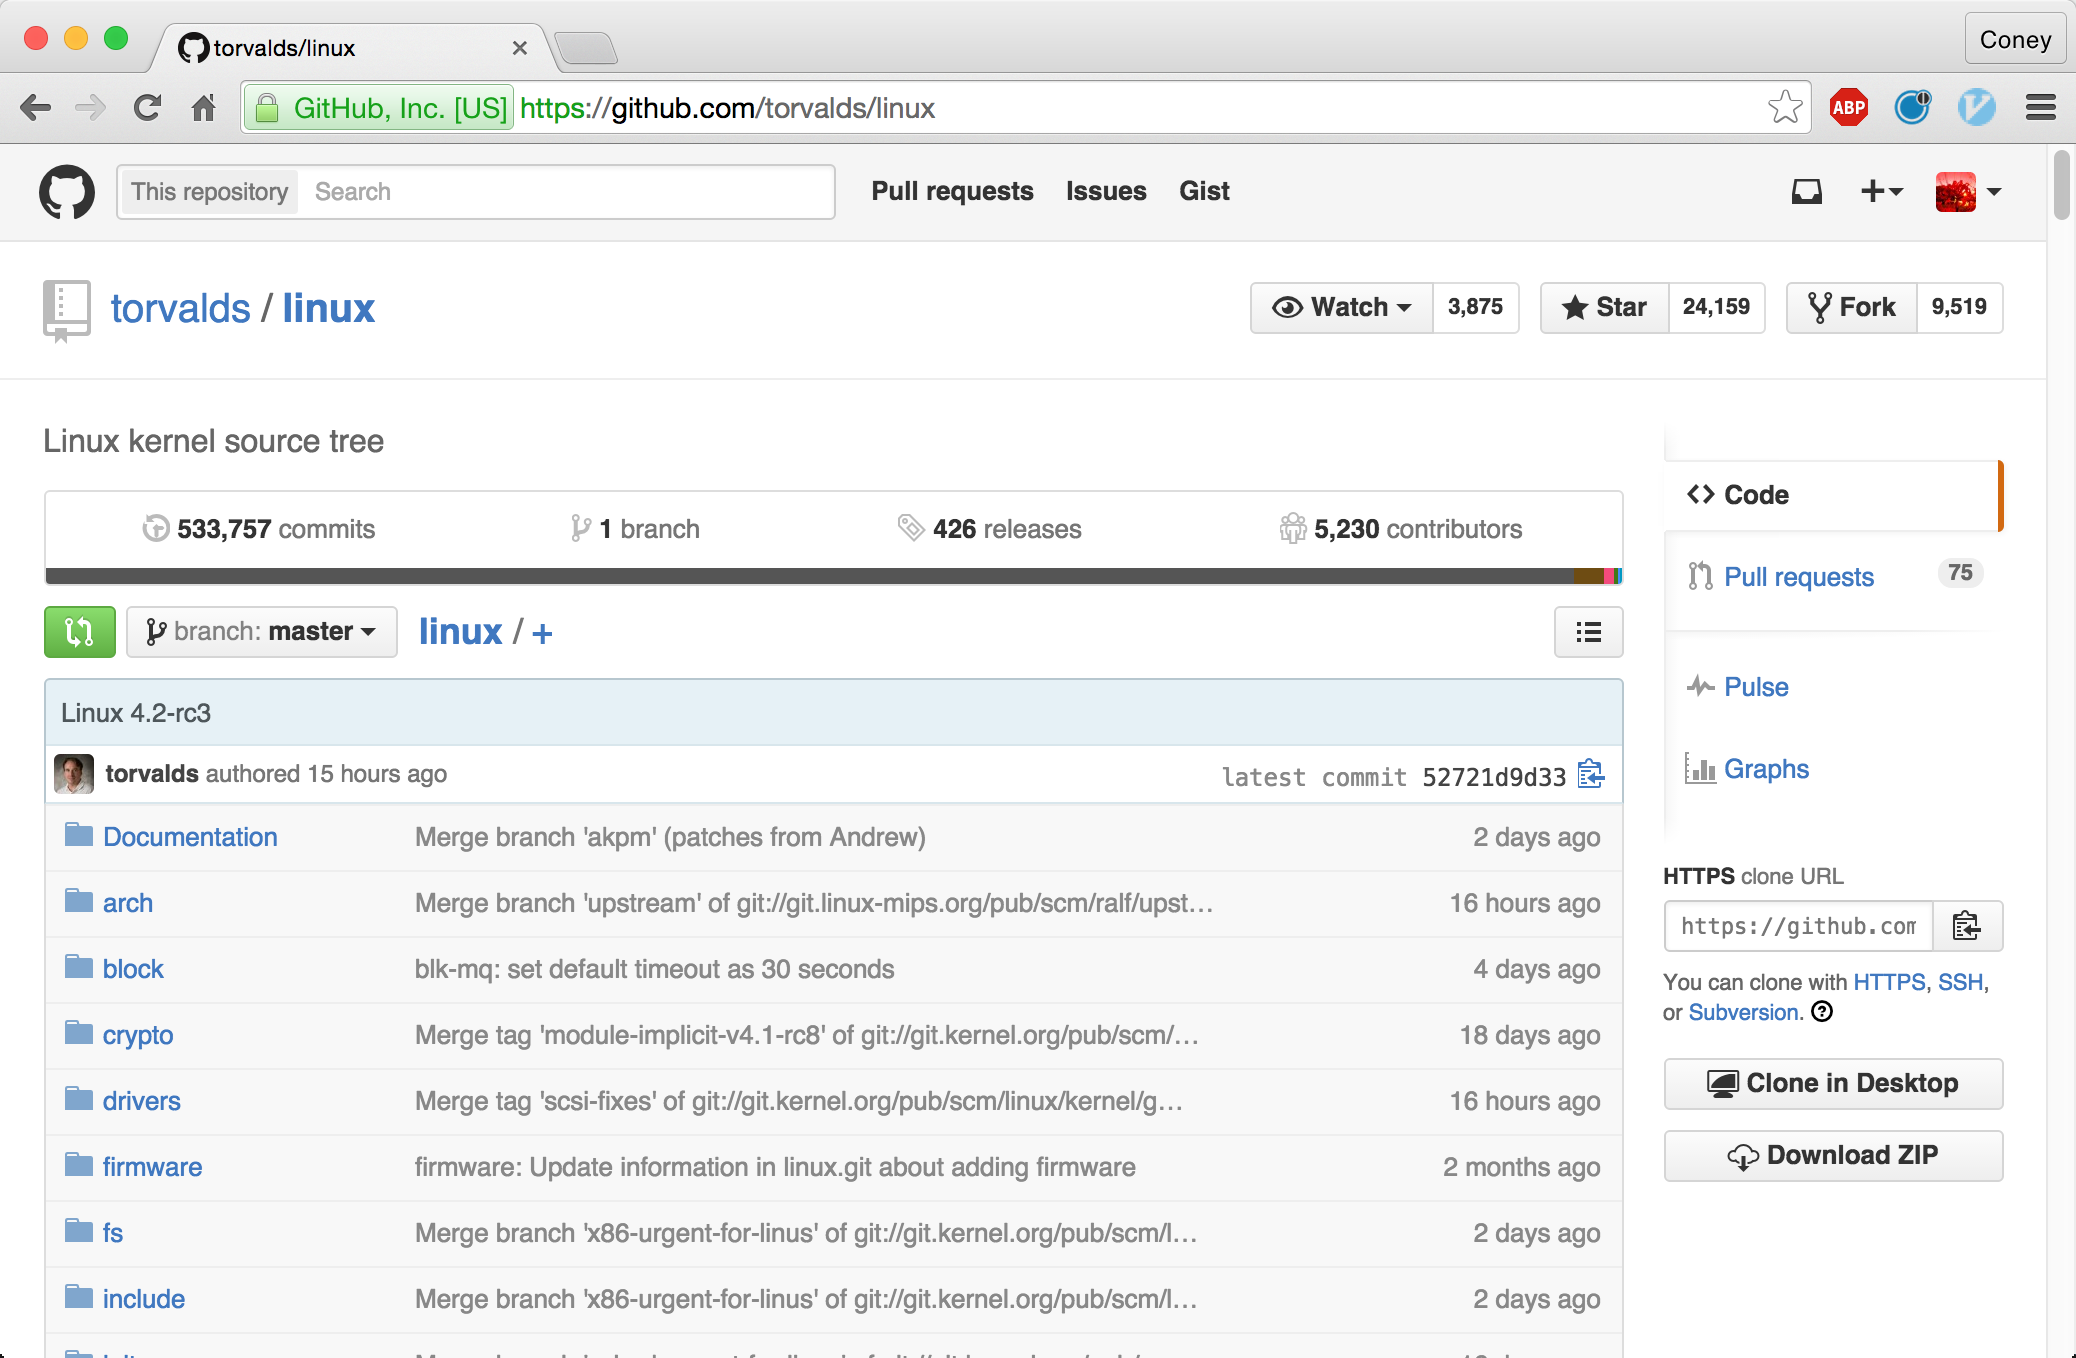 torvalds/linux
Coney
GitHub, Inc. [US] https://github.com/torvalds/linux
ABP
This repository Search Pull requests Issues Gist
torvalds / linux
Watch 3,875 Star 24,159 Fork 9,519
Linux kernel source tree
533,757 commits 1 branch 426 releases 5,230 contributors
branch: master linux / +
Linux 4.2-rc3
torvalds authored 15 hours ago latest commit 52721d9d33
Documentation Merge branch 'akpm' (patches from Andrew) 2 days ago
arch Merge branch 'upstream' of git://git.linux-mips.org/pub/scm/ralf/upst… 16 hours ago
block blk-mq: set default timeout as 30 seconds 4 days ago
crypto Merge tag 'module-implicit-v4.1-rc8' of git://git.kernel.org/pub/scm/… 18 days ago
drivers Merge tag 'scsi-fixes' of git://git.kernel.org/pub/scm/linux/kernel/g… 16 hours ago
firmware firmware: Update information in linux.git about adding firmware 2 months ago
fs Merge branch 'x86-urgent-for-linus' of git://git.kernel.org/pub/scm/l… 2 days ago
include Merge branch 'x86-urgent-for-linus' of git://git.kernel.org/pub/scm/l… 2 days ago
Code
Pull requests 75
Pulse
Graphs
HTTPS clone URL
https://github.com
You can clone with HTTPS, SSH,
or Subversion.
Clone in Desktop
Download ZIP